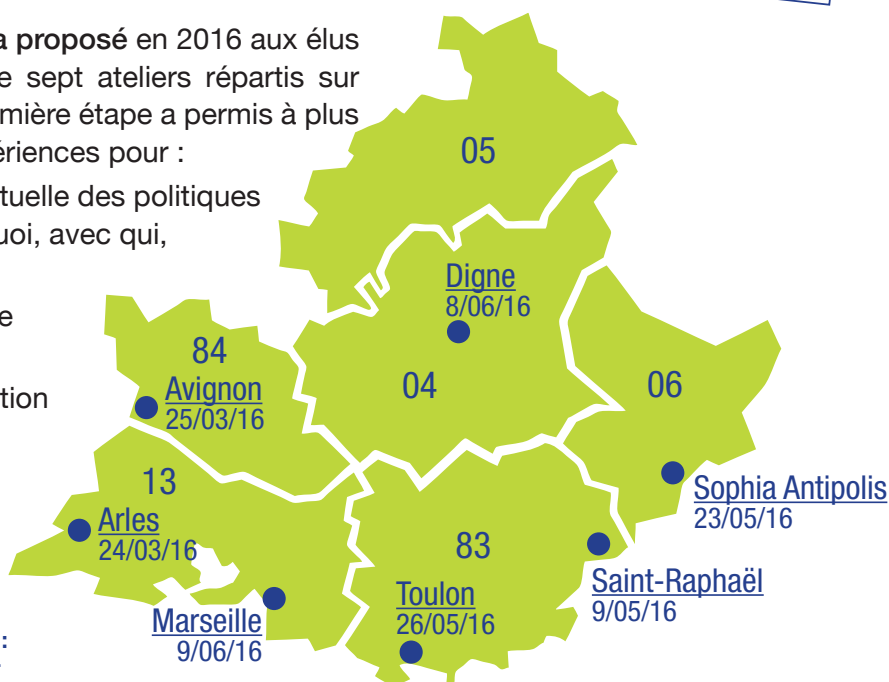 a proposé en 2016 aux élus
e sept ateliers répartis sur
mière étape a permis à plus
ériences pour :
tuelle des politiques
uoi, avec qui,
e
tion
:
05
Digne
8/06/16
84
Avignon
25/03/16
04
06
13
Arles
24/03/16
Sophia Antipolis
23/05/16
83
Saint-Raphaël
9/05/16
Toulon
26/05/16
Marseille
9/06/16